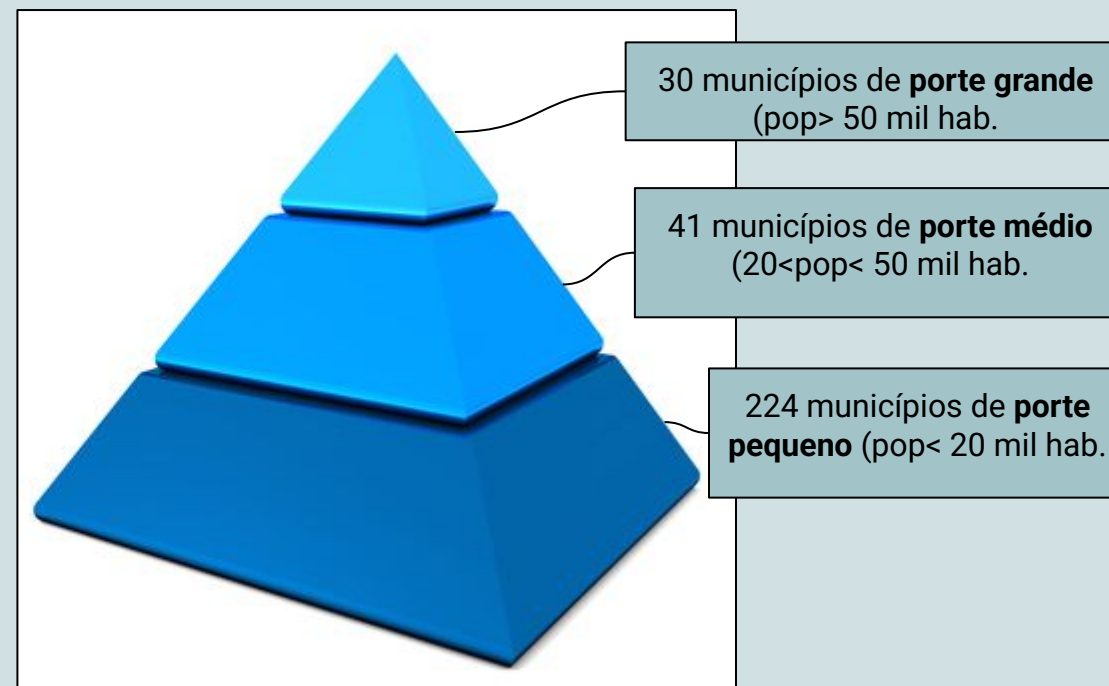 30 municípios de porte grande
(pop> 50 mil hab.
41 municípios de porte médio
(20<pop< 50 mil hab.
224 municípios de porte
pequeno (pop< 20 mil hab.